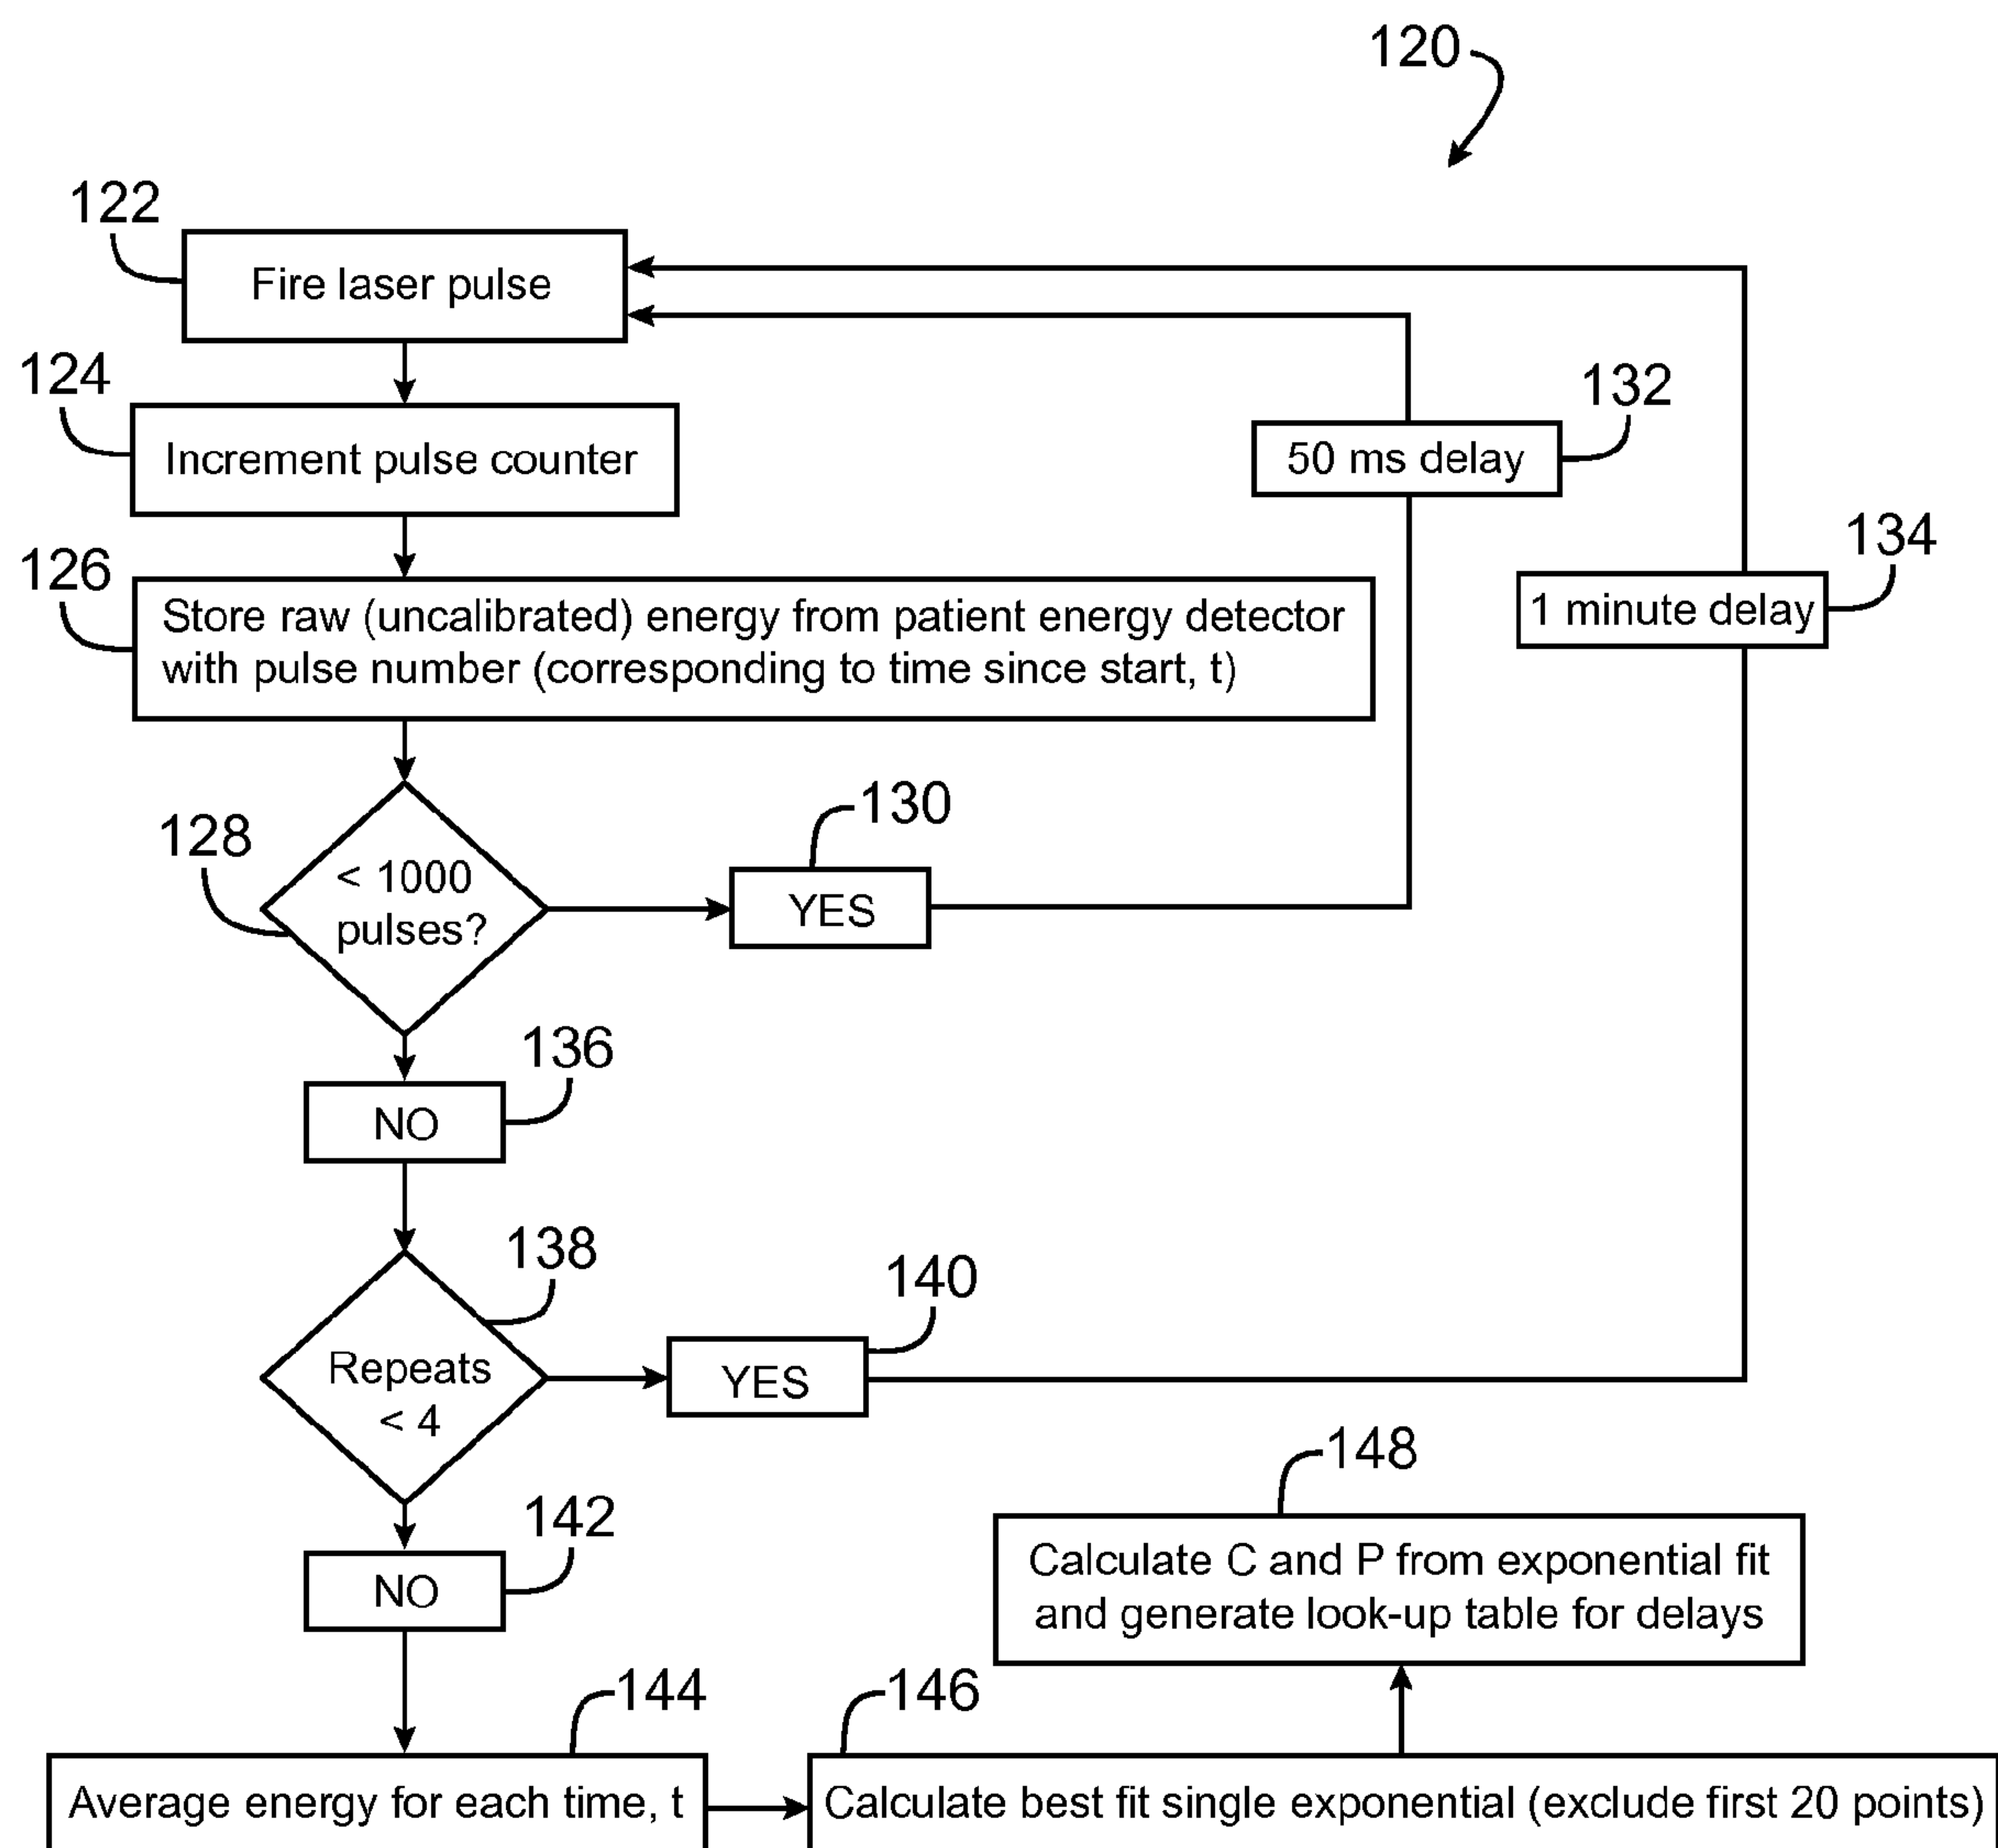 120
122
Fire laser pulse
124
Increment pulse counter
132
50 ms delay
134
1 minute delay
126
Store raw (uncalibrated) energy from patient energy detector
with pulse number (corresponding to time since start, t)
128
< 1000
pulses?
130
YES
136
NO
138
Repeats
< 4
140
YES
142
NO
148
Calculate C and P from exponential fit
and generate look-up table for delays
144
Average energy for each time, t
146
Calculate best fit single exponential (exclude first 20 points)